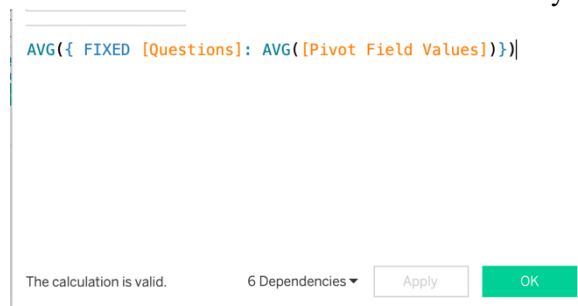 AVG({ FIXED [Questions]: AVG([Pivot Field Values])})
The calculation is valid. 6 Dependencies Apply OK